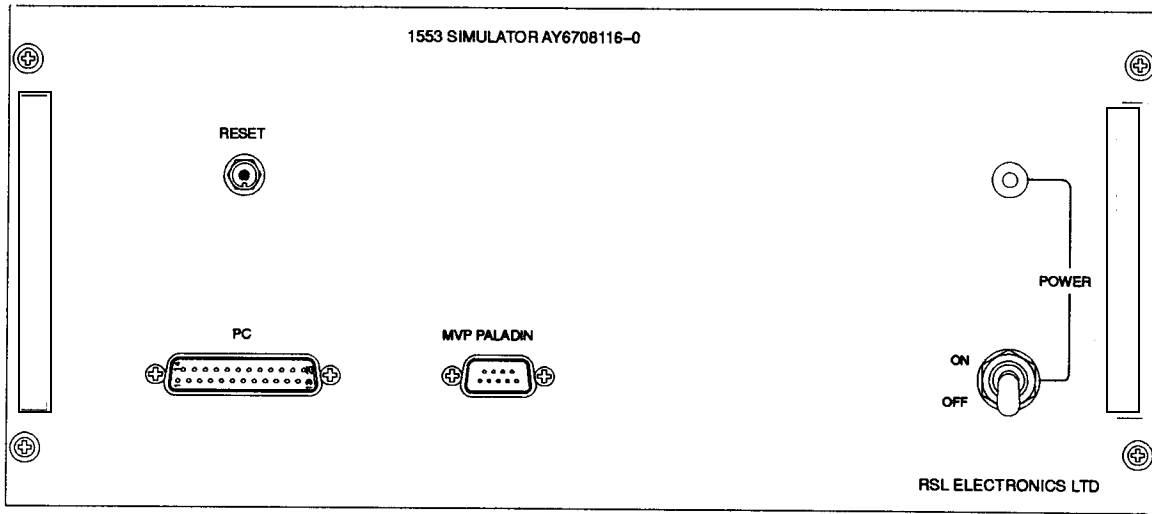 1553 SIMULATOR AY6708116-0
RESET
POWER
PC
MVP PALADIN
ON
OFF
RSL ELECTRONICS LTD